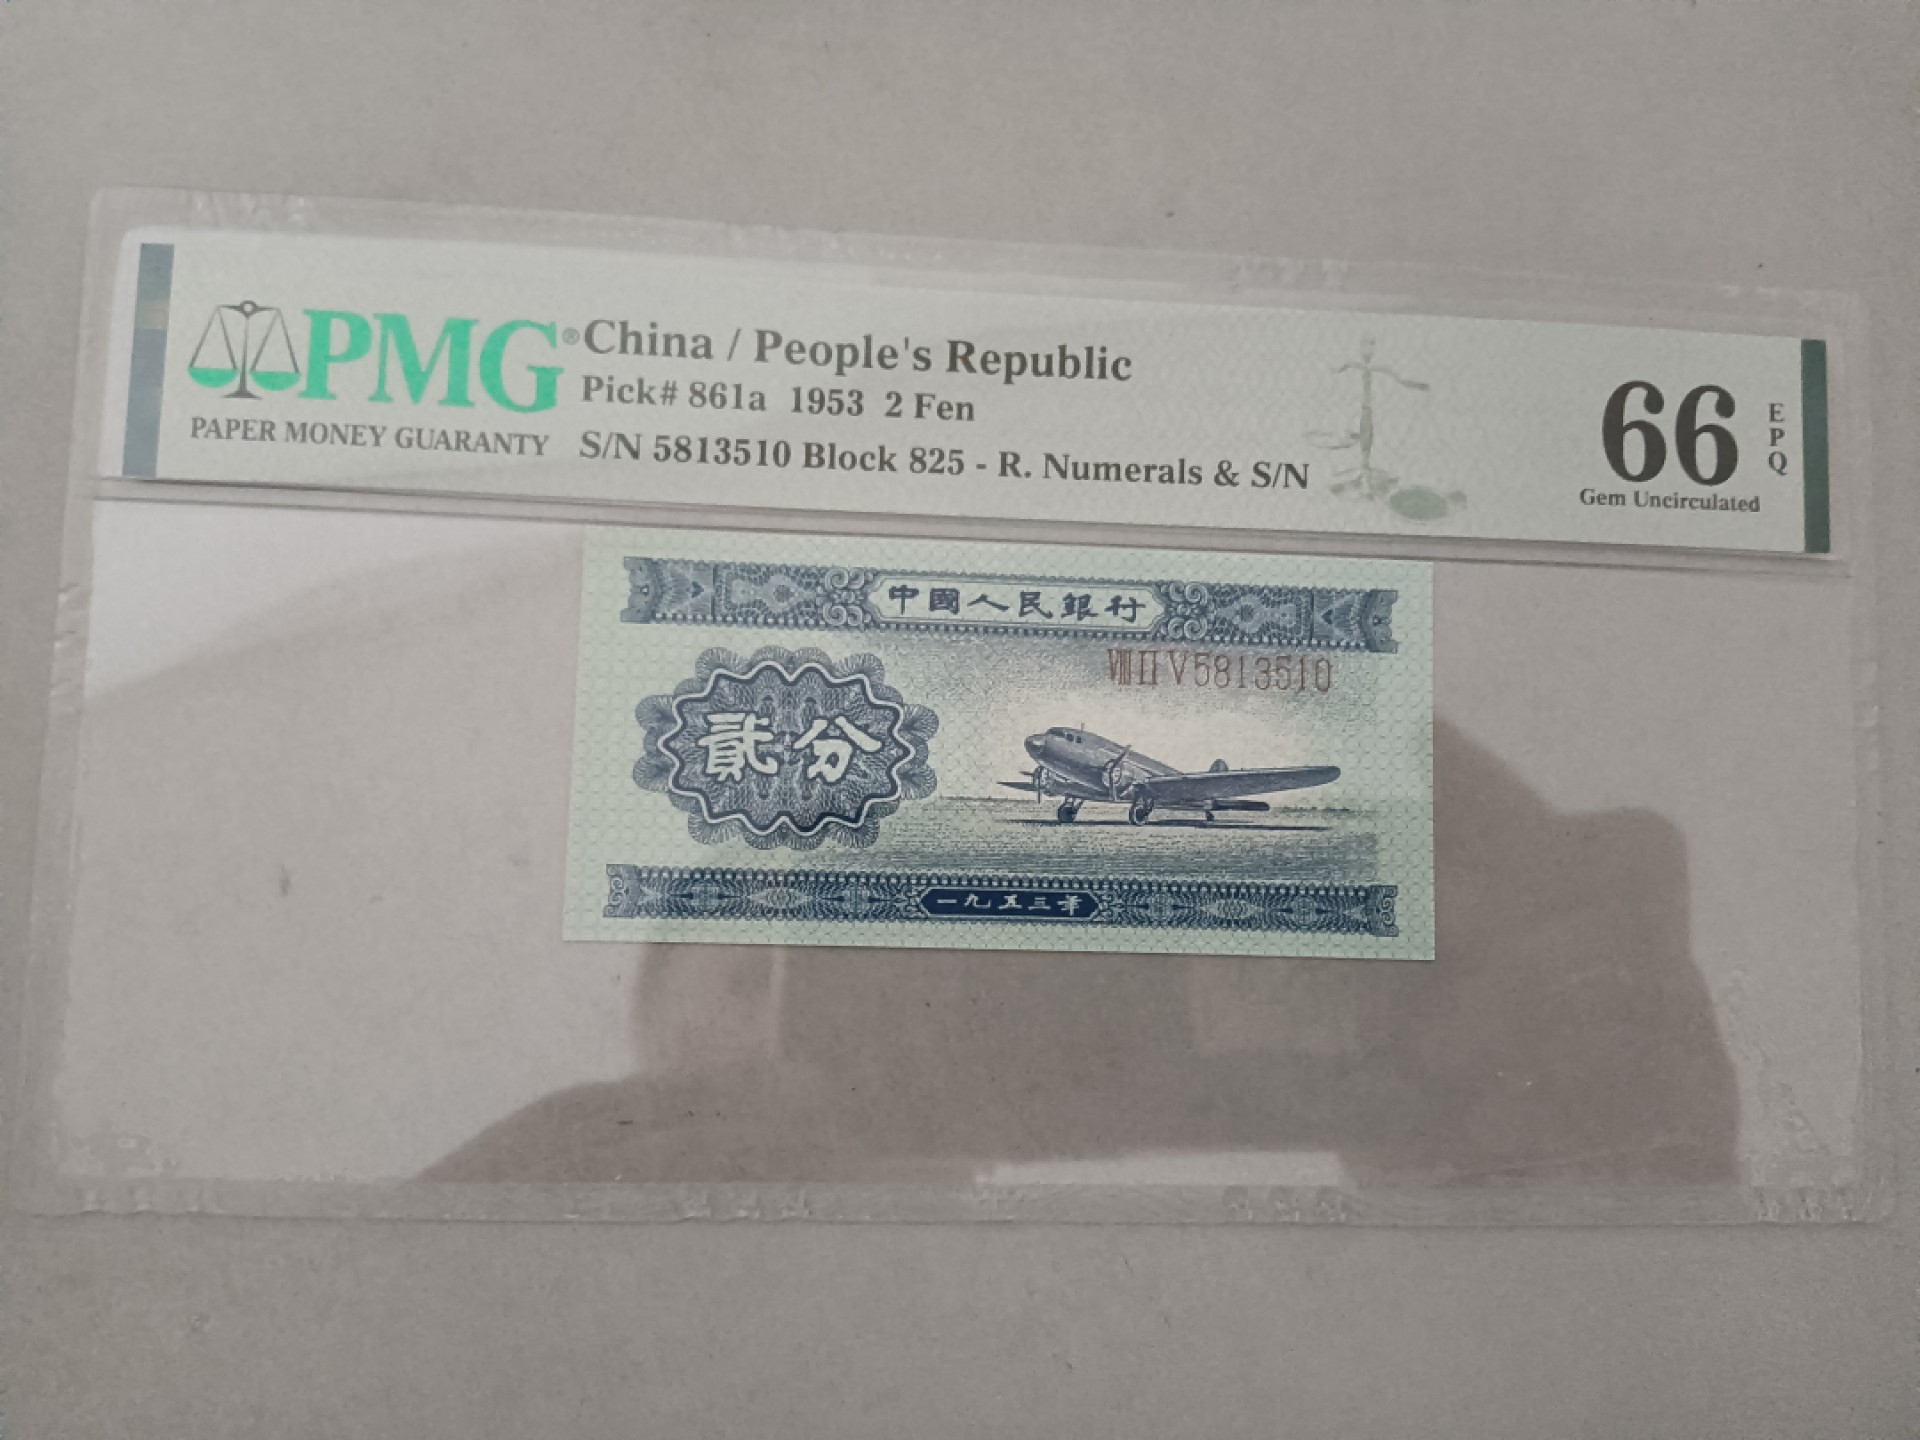 PMG®
PAPER MONEY GUARANTY
China / People's Republic
Pick# 861a 1953 2 Fen
S/N 5813510 Block 825 - R. Numerals & S/N
66
EPQ
Gem Uncirculated
中國人民銀行
ⅧⅡⅤ5813510
貳分
一九五三年